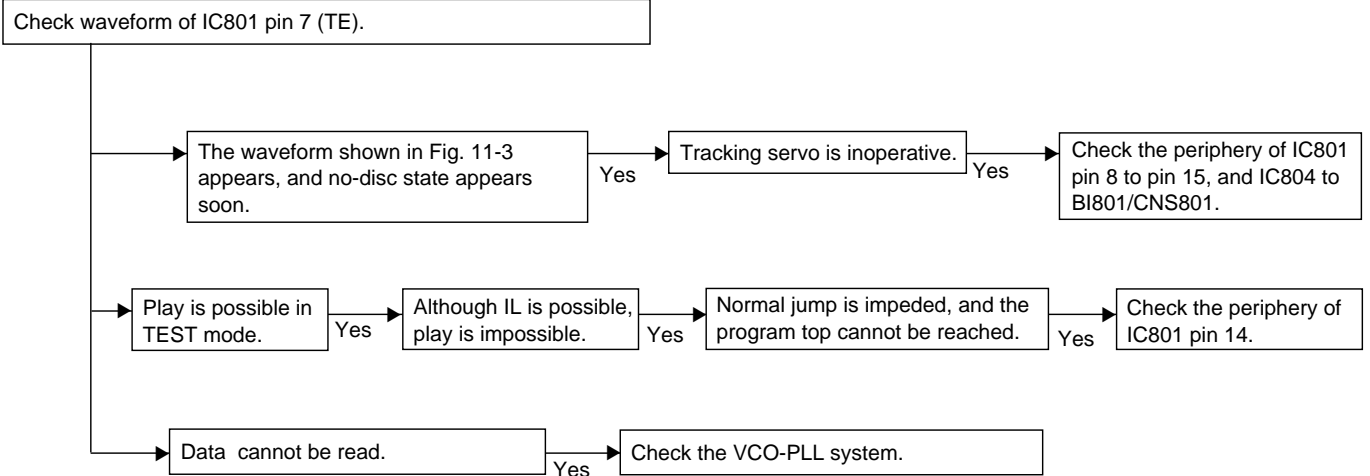 Check waveform of IC801 pin 7 (TE).
The waveform shown in Fig. 11-3
appears, and no-disc state appears
soon.
Yes
Tracking servo is inoperative.
Yes
Check the periphery of IC801
pin 8 to pin 15, and IC804 to
BI801/CNS801.
Play is possible in
TEST mode.
Yes
Although IL is possible,
play is impossible.
Yes
Normal jump is impeded, and the
program top cannot be reached.
Yes
Check the periphery of
IC801 pin 14.
Data cannot be read.
Yes
Check the VCO-PLL system.